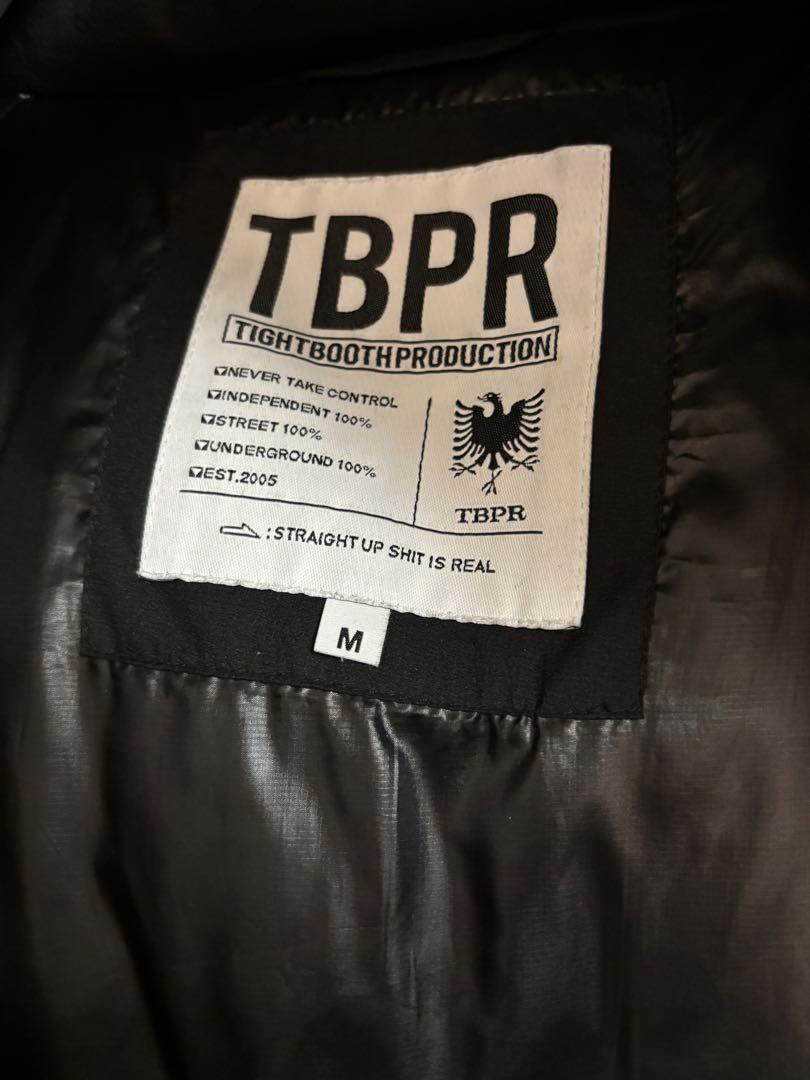 TBPR
TIGHTBOOTHPRODUCTION
NEVER TAKE CONTROL
INDEPENDENT 100%
STREET 100%
UNDERGROUND 100%
EST.2005
TBPR
:STRAIGHT UP SHIT IS REAL
M